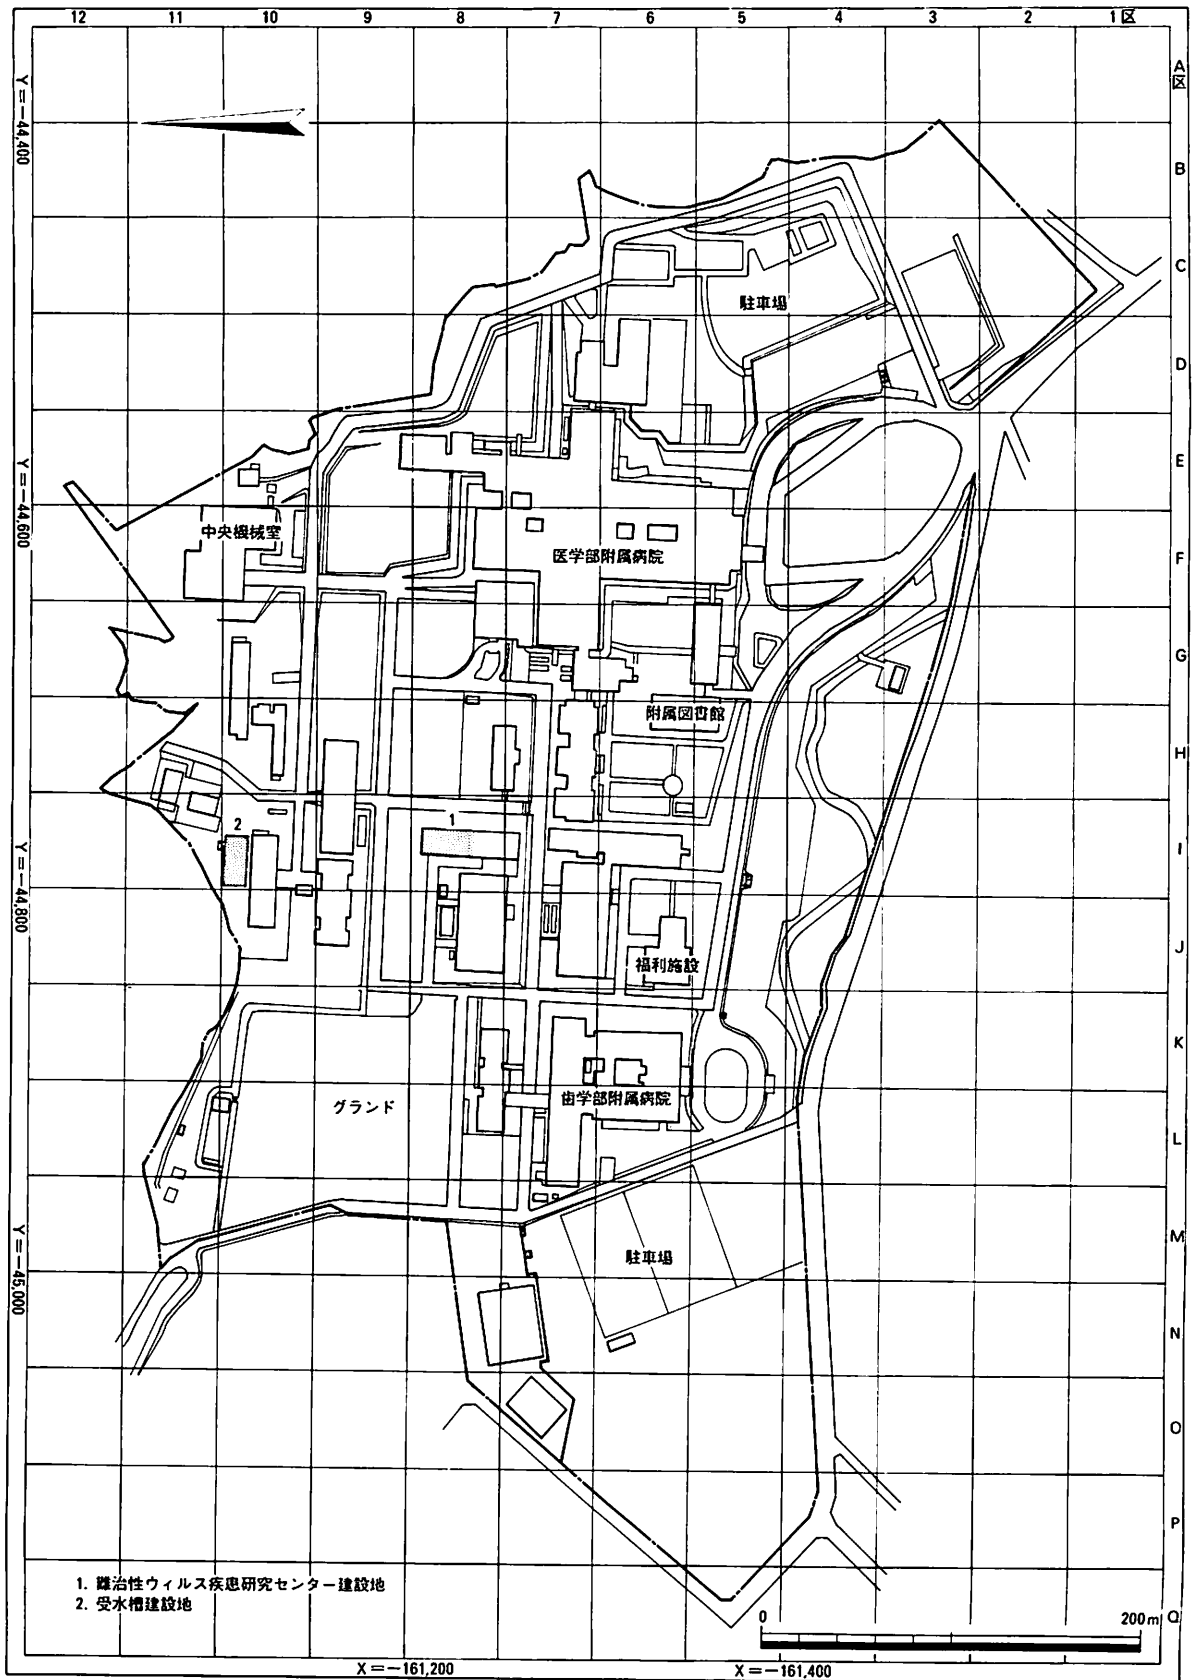 12 11 10 9 8 7 6 5 4 3 2 1区
A区
B
C
D
E
F
G
H
I
J
K
L
M
N
O
P
Q
Y=-44,400
Y=-44,600
Y=-44,800
Y=-45,000
駐車場
中央機械室
医学部附属病院
附属図書館
2
1
福利施設
グランド
歯学部附属病院
駐車場
1. 難治性ウィルス疾患研究センター建設地
2. 受水槽建設地
0 200m
X=-161,200 X=-161,400